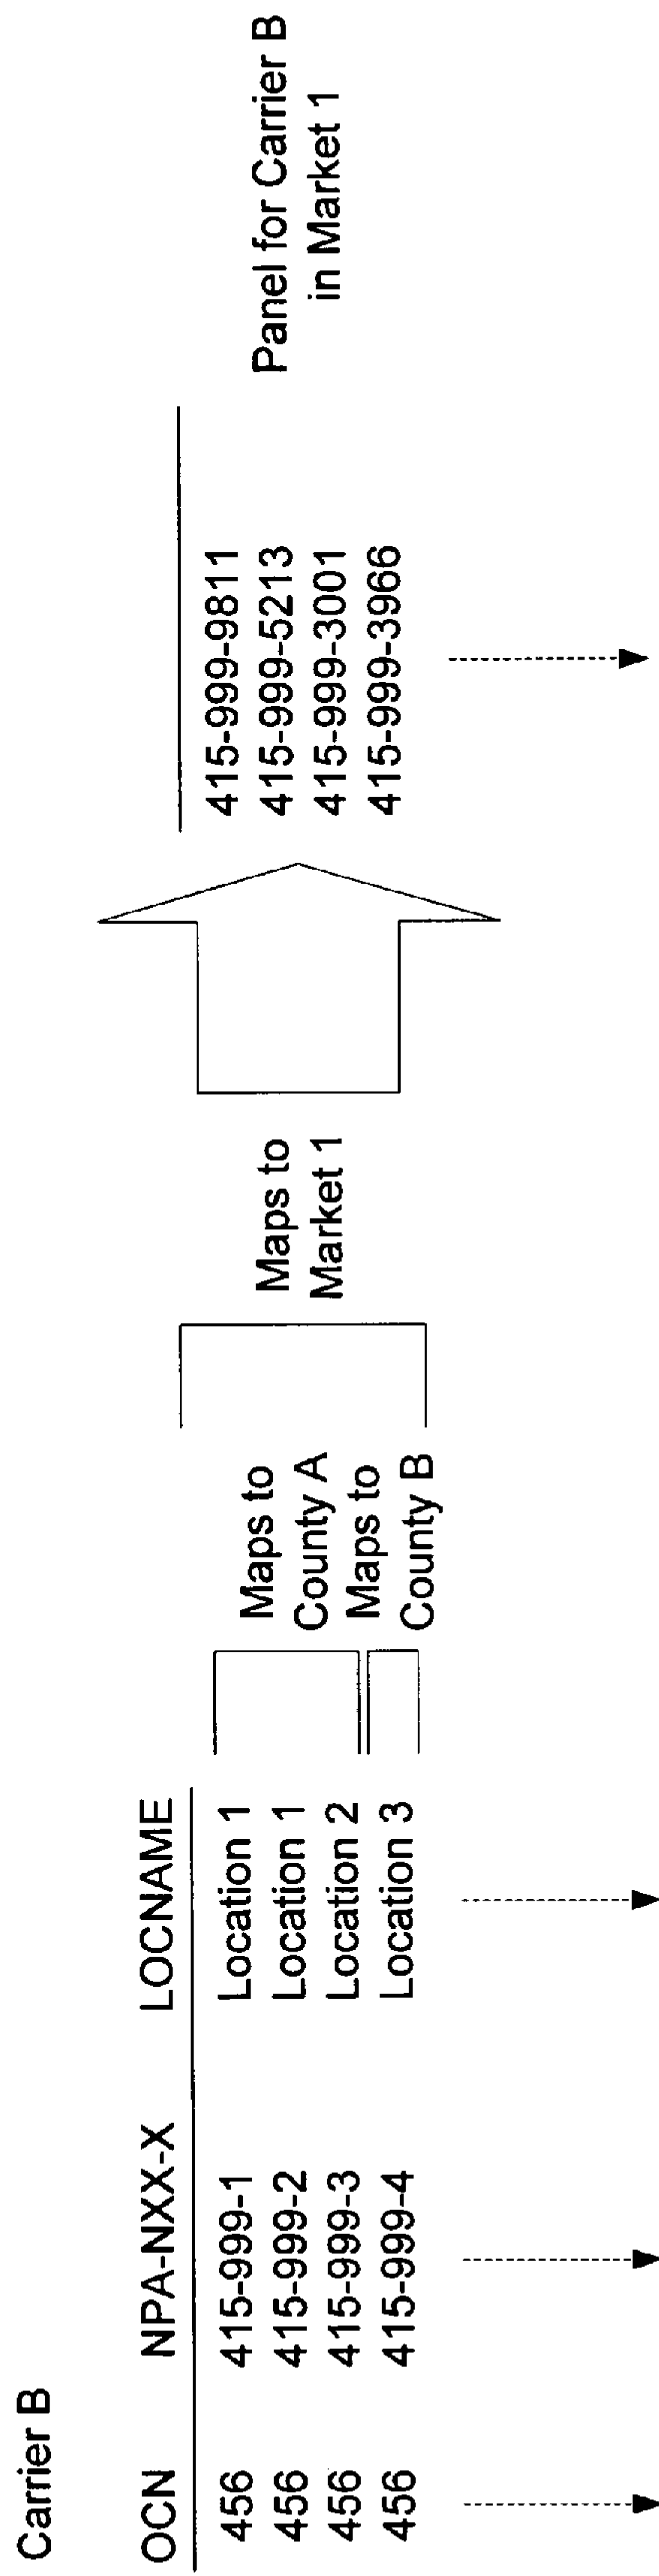 Carrier B
OCN NPA-NXX-X LOCNAME
456 415-999-1 Location 1
456 415-999-2 Location 1
456 415-999-3 Location 2
456 415-999-4 Location 3
Maps to
County A
Maps to
County B
Maps to
Market 1
415-999-9811
415-999-5213
415-999-3001
415-999-3966
Panel for Carrier B
in Market 1